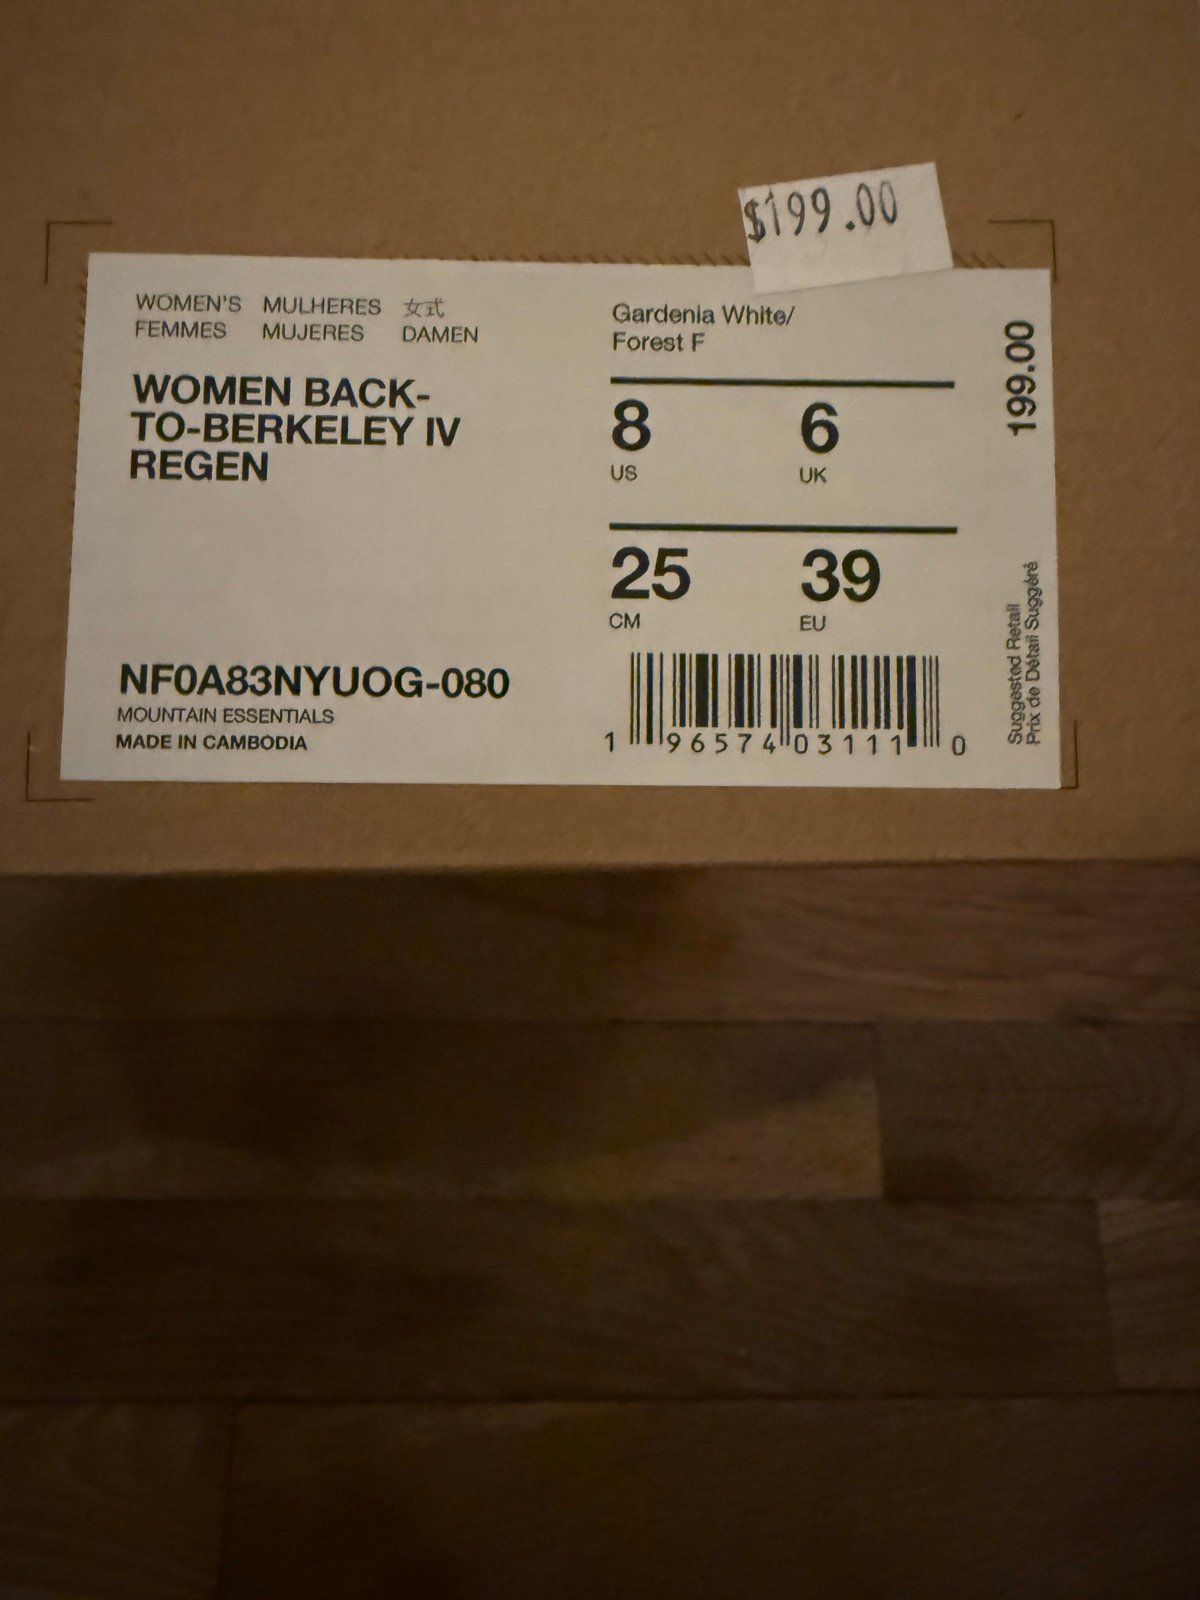 $199.00
WOMEN'S MULHERES 女式
FEMMES MUJERES DAMEN
WOMEN BACK-
TO-BERKELEY IV
REGEN
NF0A83NYUOG-080
MOUNTAIN ESSENTIALS
MADE IN CAMBODIA
Gardenia White/
Forest F
8 6
US UK
25 39
CM EU
1 96574 03111 0
199.00
Suggested Retail
Prix de Détail Suggéré